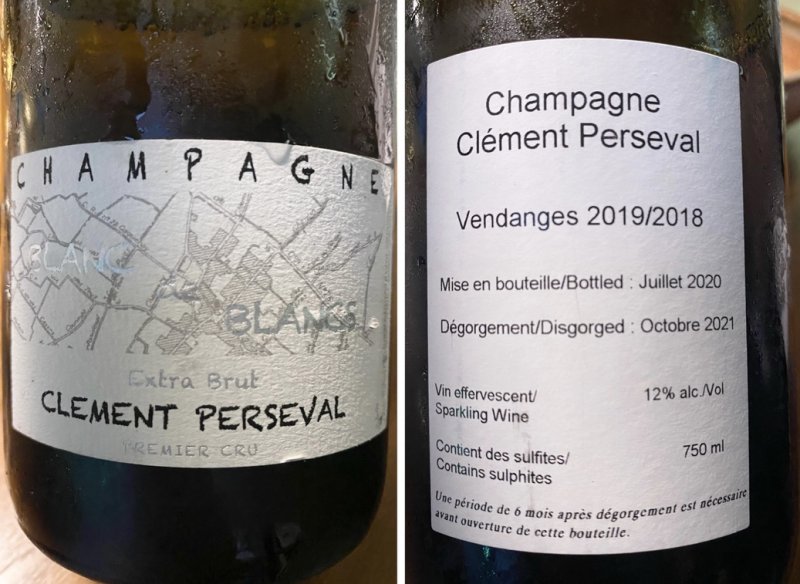 CHAMPAGNE
BLANC
de
BLANCS
Extra Brut
CLEMENT PERSEVAL
PREMIER CRU
Champagne
Clément Perseval
Vendanges 2019/2018
Mise en bouteille/Bottled : Juillet 2020
Dégorgement/Disgorged : Octobre 2021
Vin effervescent/
Sparkling Wine
12% alc./Vol
Contient des sulfites/
Contains sulphites
750 ml
Une période de 6 mois après dégorgement est nécessaire
avant ouverture de cette bouteille.